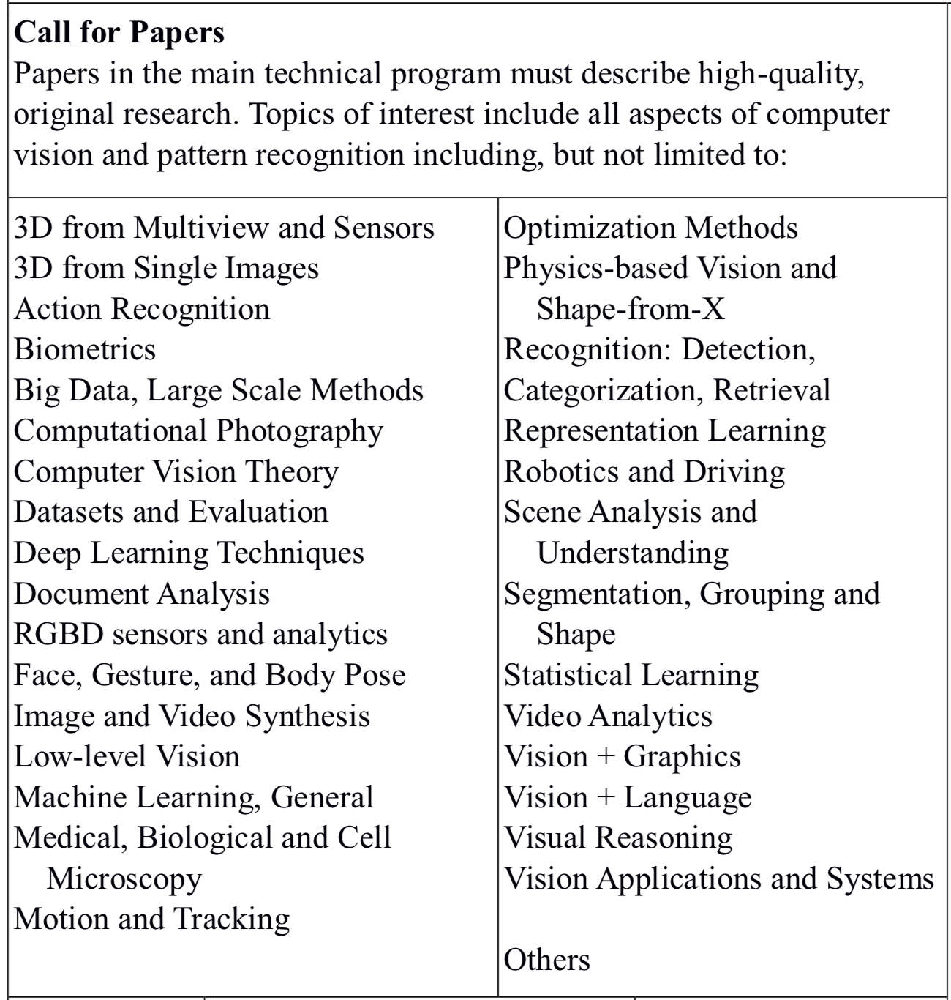 Call for Papers
Papers in the main technical program must describe high-quality,
original research. Topics of interest include all aspects of computer
vision and pattern recognition including, but not limited to:
3D from Multiview and Sensors
3D from Single Images
Action Recognition
Biometrics
Big Data, Large Scale Methods
Computational Photography
Computer Vision Theory
Datasets and Evaluation
Deep Learning Techniques
Document Analysis
RGBD sensors and analytics
Face, Gesture, and Body Pose
Image and Video Synthesis
Low-level Vision
Machine Learning, General
Medical, Biological and Cell
Microscopy
Motion and Tracking
Optimization Methods
Physics-based Vision and
Shape-from-X
Recognition: Detection,
Categorization, Retrieval
Representation Learning
Robotics and Driving
Scene Analysis and
Understanding
Segmentation, Grouping and
Shape
Statistical Learning
Video Analytics
Vision + Graphics
Vision + Language
Visual Reasoning
Vision Applications and Systems
Others